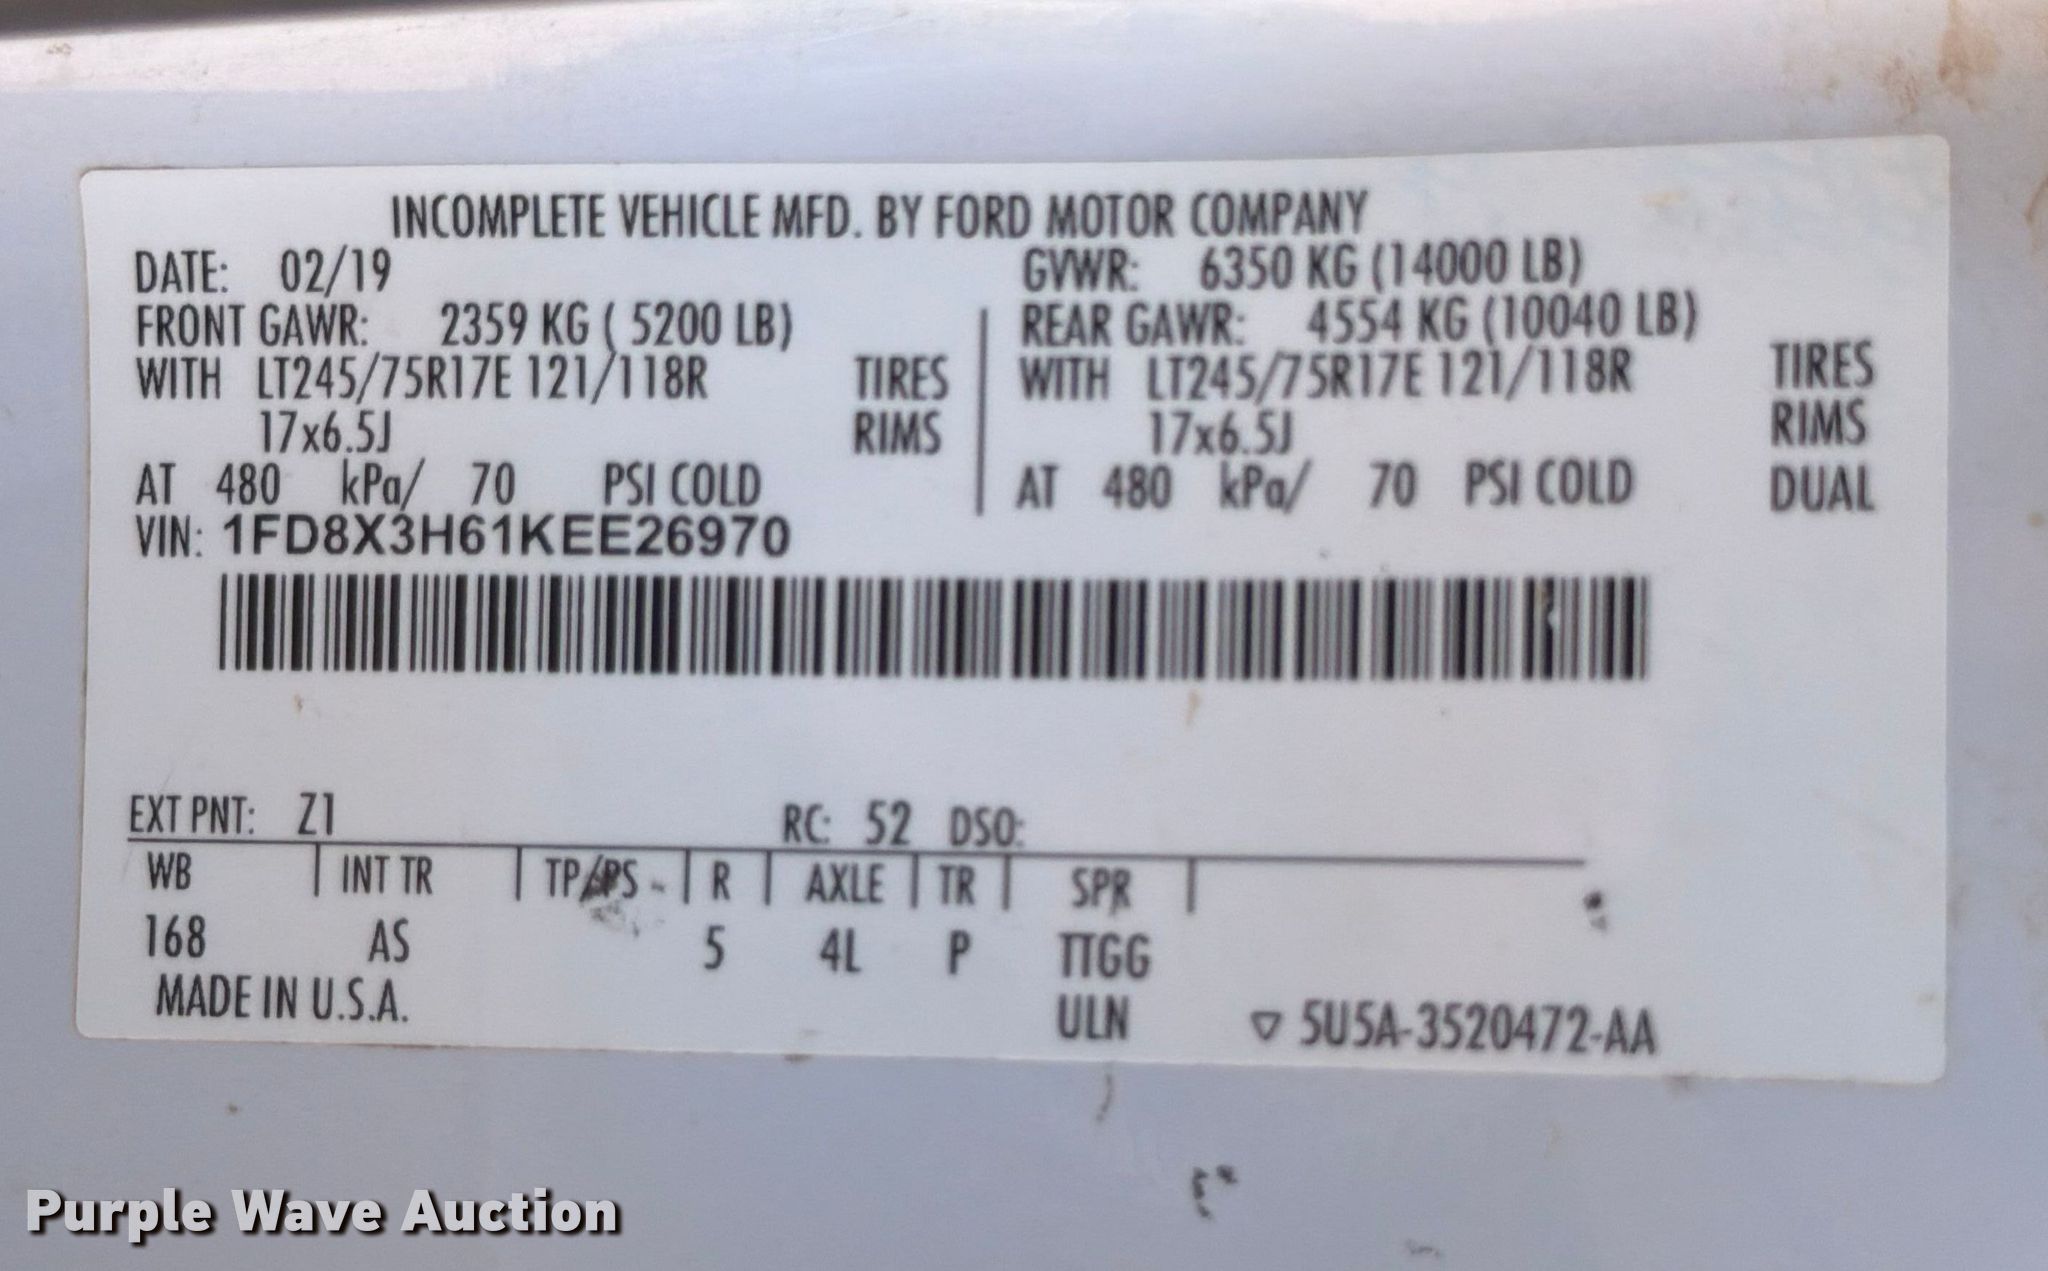 INCOMPLETE VEHICLE MFD. BY FORD MOTOR COMPANY
DATE: 02/19 GVWR: 6350 KG (14000 LB)
FRONT GAWR: 2359 KG ( 5200 LB) REAR GAWR: 4554 KG (10040 LB)
WITH LT245/75R17E 121/118R TIRES WITH LT245/75R17E 121/118R TIRES
17x6.5J RIMS 17x6.5J RIMS
AT 480 kPa/ 70 PSI COLD AT 480 kPa/ 70 PSI COLD DUAL
VIN: 1FD8X3H61KEE26970
EXT PNT: Z1 RC: 52 DSO:
WB INT TR TP/PS R AXLE TR SPR
168 AS 5 4L P TTGG
MADE IN U.S.A. ULN ▽ 5U5A-3520472-AA
Purple Wave Auction